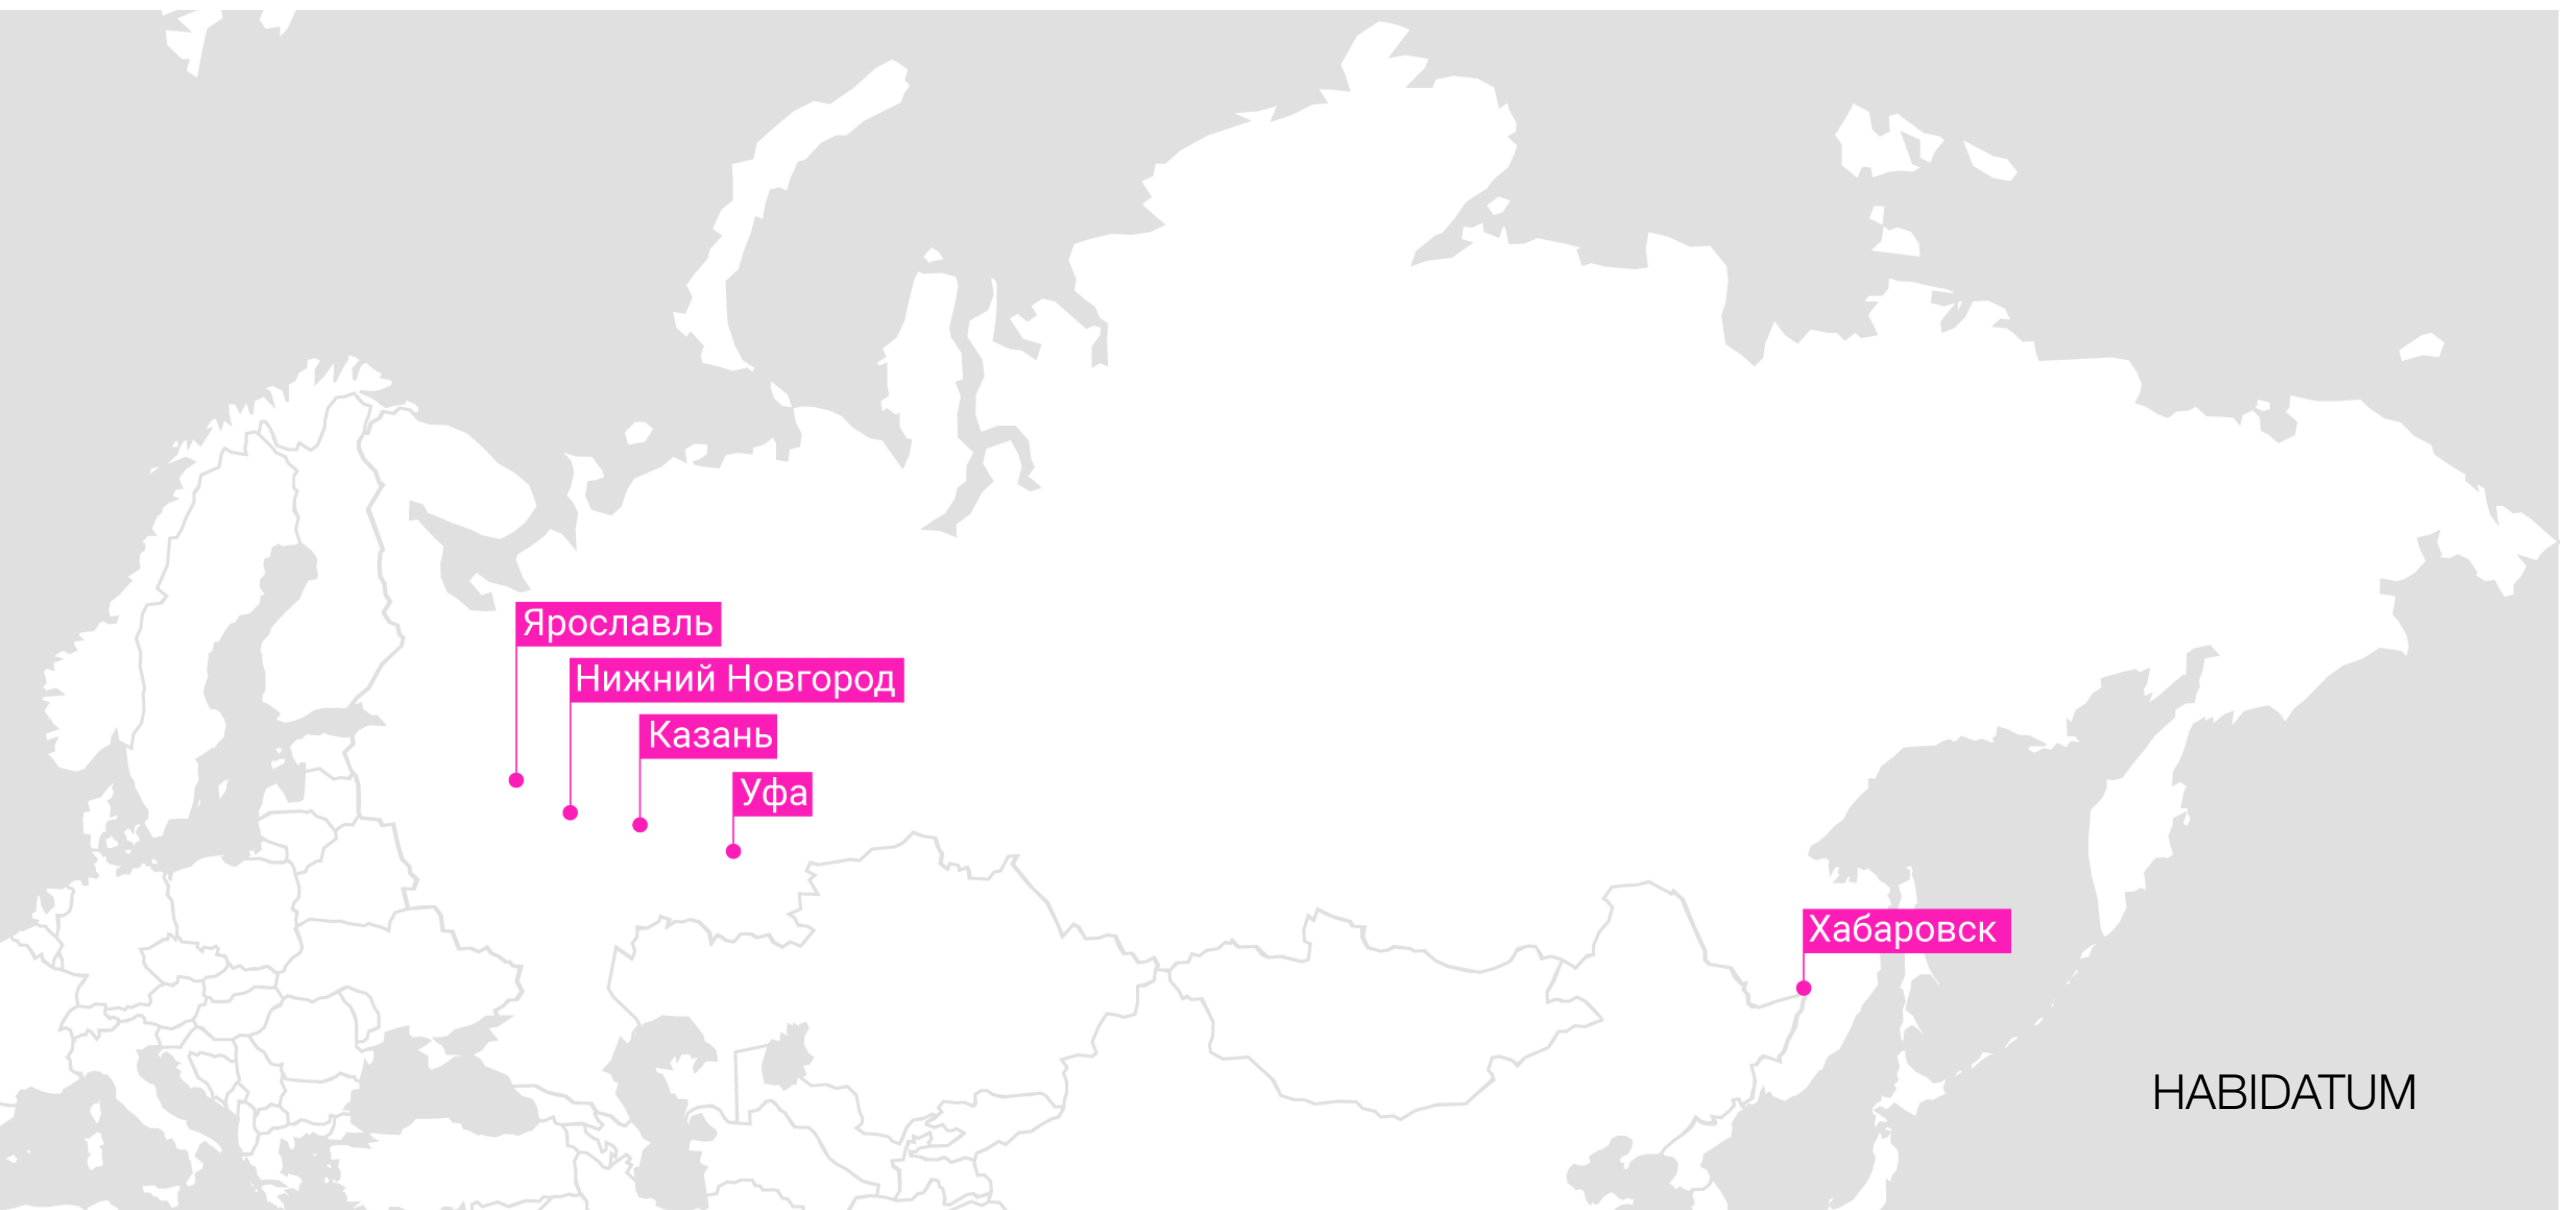 Ярославль
Нижний Новгород
Казань
Уфа
Хабаровск
HABIDATUM